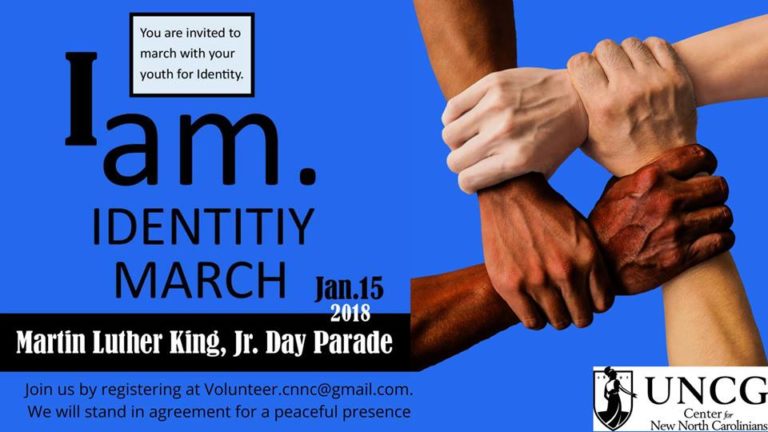 You are invited to
march with your
youth for Identity.
I
am.
IDENTITIY
MARCH
Jan.15
2018
Martin Luther King, Jr. Day Parade
Join us by registering at Volunteer.cnnc@gmail.com.
We will stand in agreement for a peaceful presence
UNCG
Center for
New North Carolinians